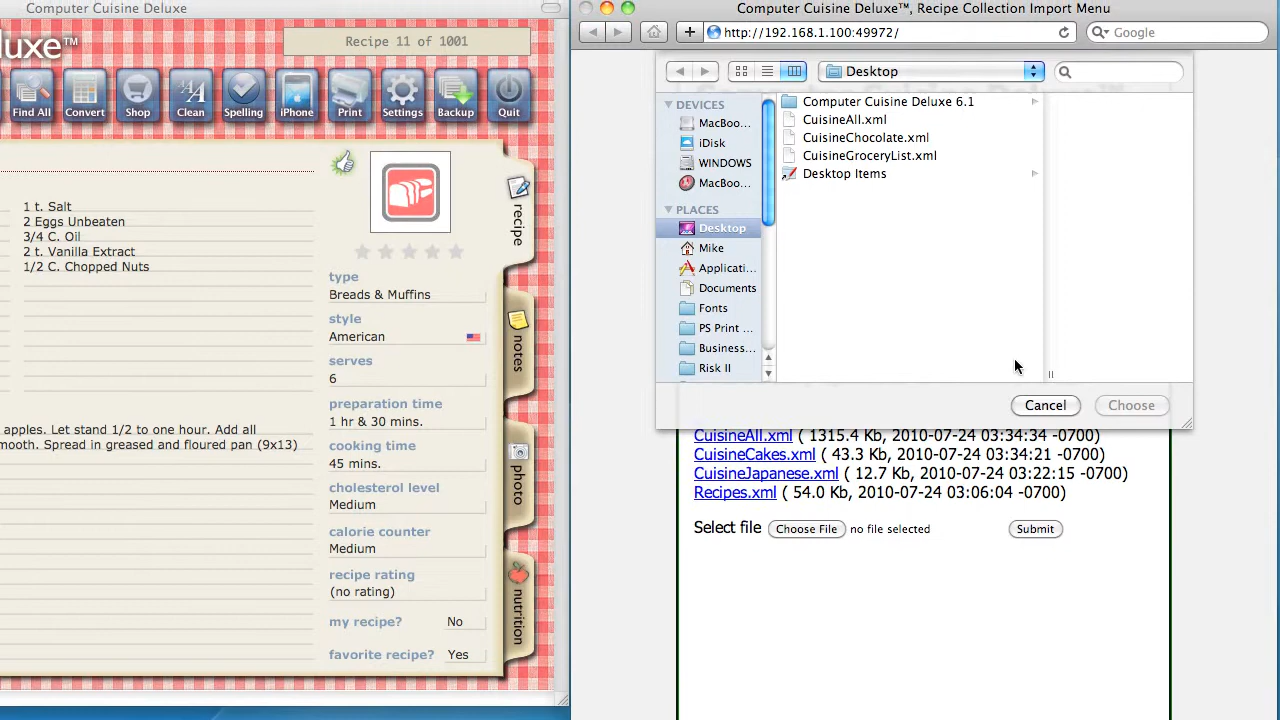 Computer Cuisine Deluxe
luxe™
Recipe 11 of 1001
Find All
Convert
Shop
Clean
Spelling
iPhone
Print
Settings
Backup
Quit
1 t. Salt
2 Eggs Unbeaten
3/4 C. Oil
2 t. Vanilla Extract
1/2 C. Chopped Nuts
apples. Let stand 1/2 to one hour. Add all
mooth. Spread in greased and floured pan (9x13)
type
Breads & Muffins
style
American
serves
6
preparation time
1 hr & 30 mins.
cooking time
45 mins.
cholesterol level
Medium
calorie counter
Medium
recipe rating
(no rating)
my recipe? No
favorite recipe? Yes
recipe
notes
photo
nutrition
Computer Cuisine Deluxe™, Recipe Collection Import Menu
http://192.168.1.100:49972/
Google
Desktop
DEVICES
MacBoo...
iDisk
WINDOWS
MacBoo...
PLACES
Desktop
Mike
Applicati...
Documents
Fonts
PS Print ...
Business...
Risk II
Computer Cuisine Deluxe 6.1
CuisineAll.xml
CuisineChocolate.xml
CuisineGroceryList.xml
Desktop Items
Cancel
Choose
CuisineAll.xml ( 1315.4 Kb, 2010-07-24 03:34:34 -0700)
CuisineCakes.xml ( 43.3 Kb, 2010-07-24 03:34:21 -0700)
CuisineJapanese.xml ( 12.7 Kb, 2010-07-24 03:22:15 -0700)
Recipes.xml ( 54.0 Kb, 2010-07-24 03:06:04 -0700)
Select file Choose File no file selected Submit